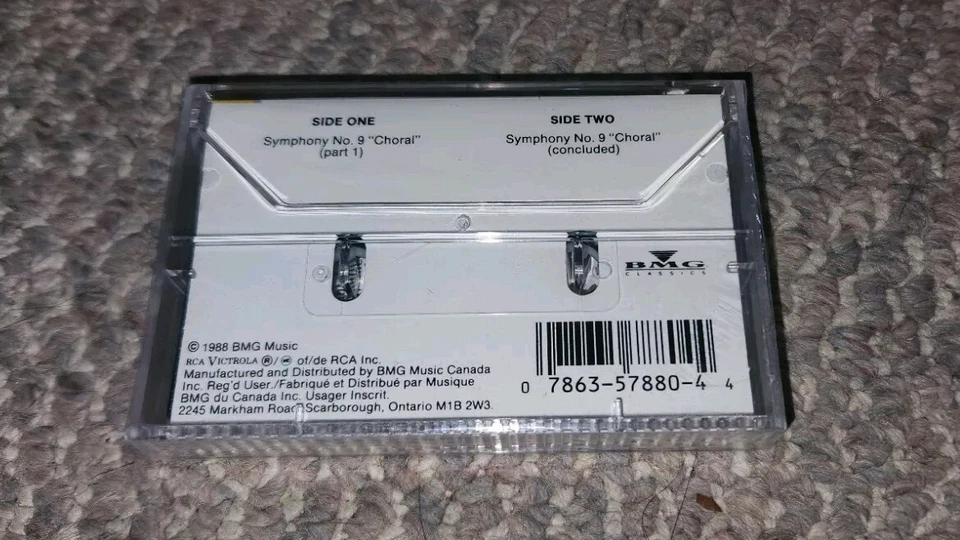 SIDE ONE
Symphony No. 9 "Choral"
(part 1)
SIDE TWO
Symphony No. 9 "Choral"
(concluded)
BMG
CLASSICS
© 1988 BMG Music
RCA VICTROLA ®/ of/de RCA Inc.
Manufactured and Distributed by BMG Music Canada
Inc. Reg'd User./Fabriqué et Distribué par Musique
BMG du Canada Inc. Usager Inscrit.
2245 Markham Road, Scarborough, Ontario M1B 2W3.
0 7863-57880-4 4